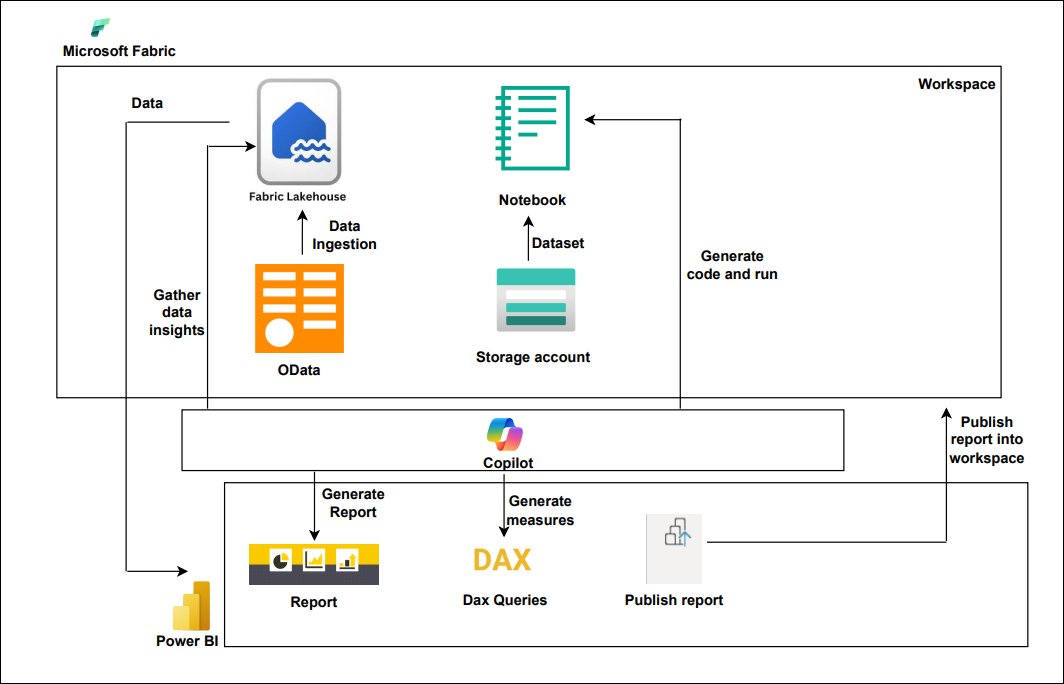 Microsoft Fabric
Workspace
Data
Fabric Lakehouse
Notebook
Data
Ingestion
Dataset
Generate
code and run
Gather
data
insights
OData
Storage account
Copilot
Publish
report into
workspace
Generate
Report
Generate
measures
DAX
Report
Dax Queries
Publish report
Power BI